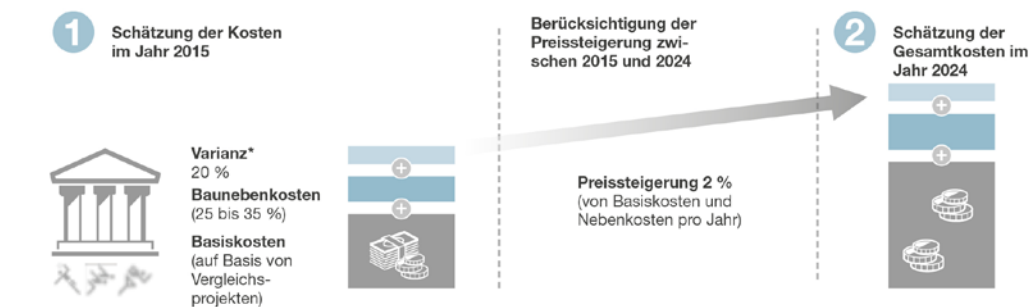 1
Schätzung der Kosten
im Jahr 2015
Varianz*
20 %
Baunebenkosten
(25 bis 35 %)
Basiskosten
(auf Basis von
Vergleichs-
projekten)
+
+
Berücksichtigung der
Preissteigerung zwi-
schen 2015 und 2024
Preissteigerung 2 %
(von Basiskosten und
Nebenkosten pro Jahr)
2
Schätzung der
Gesamtkosten im
Jahr 2024
+
+